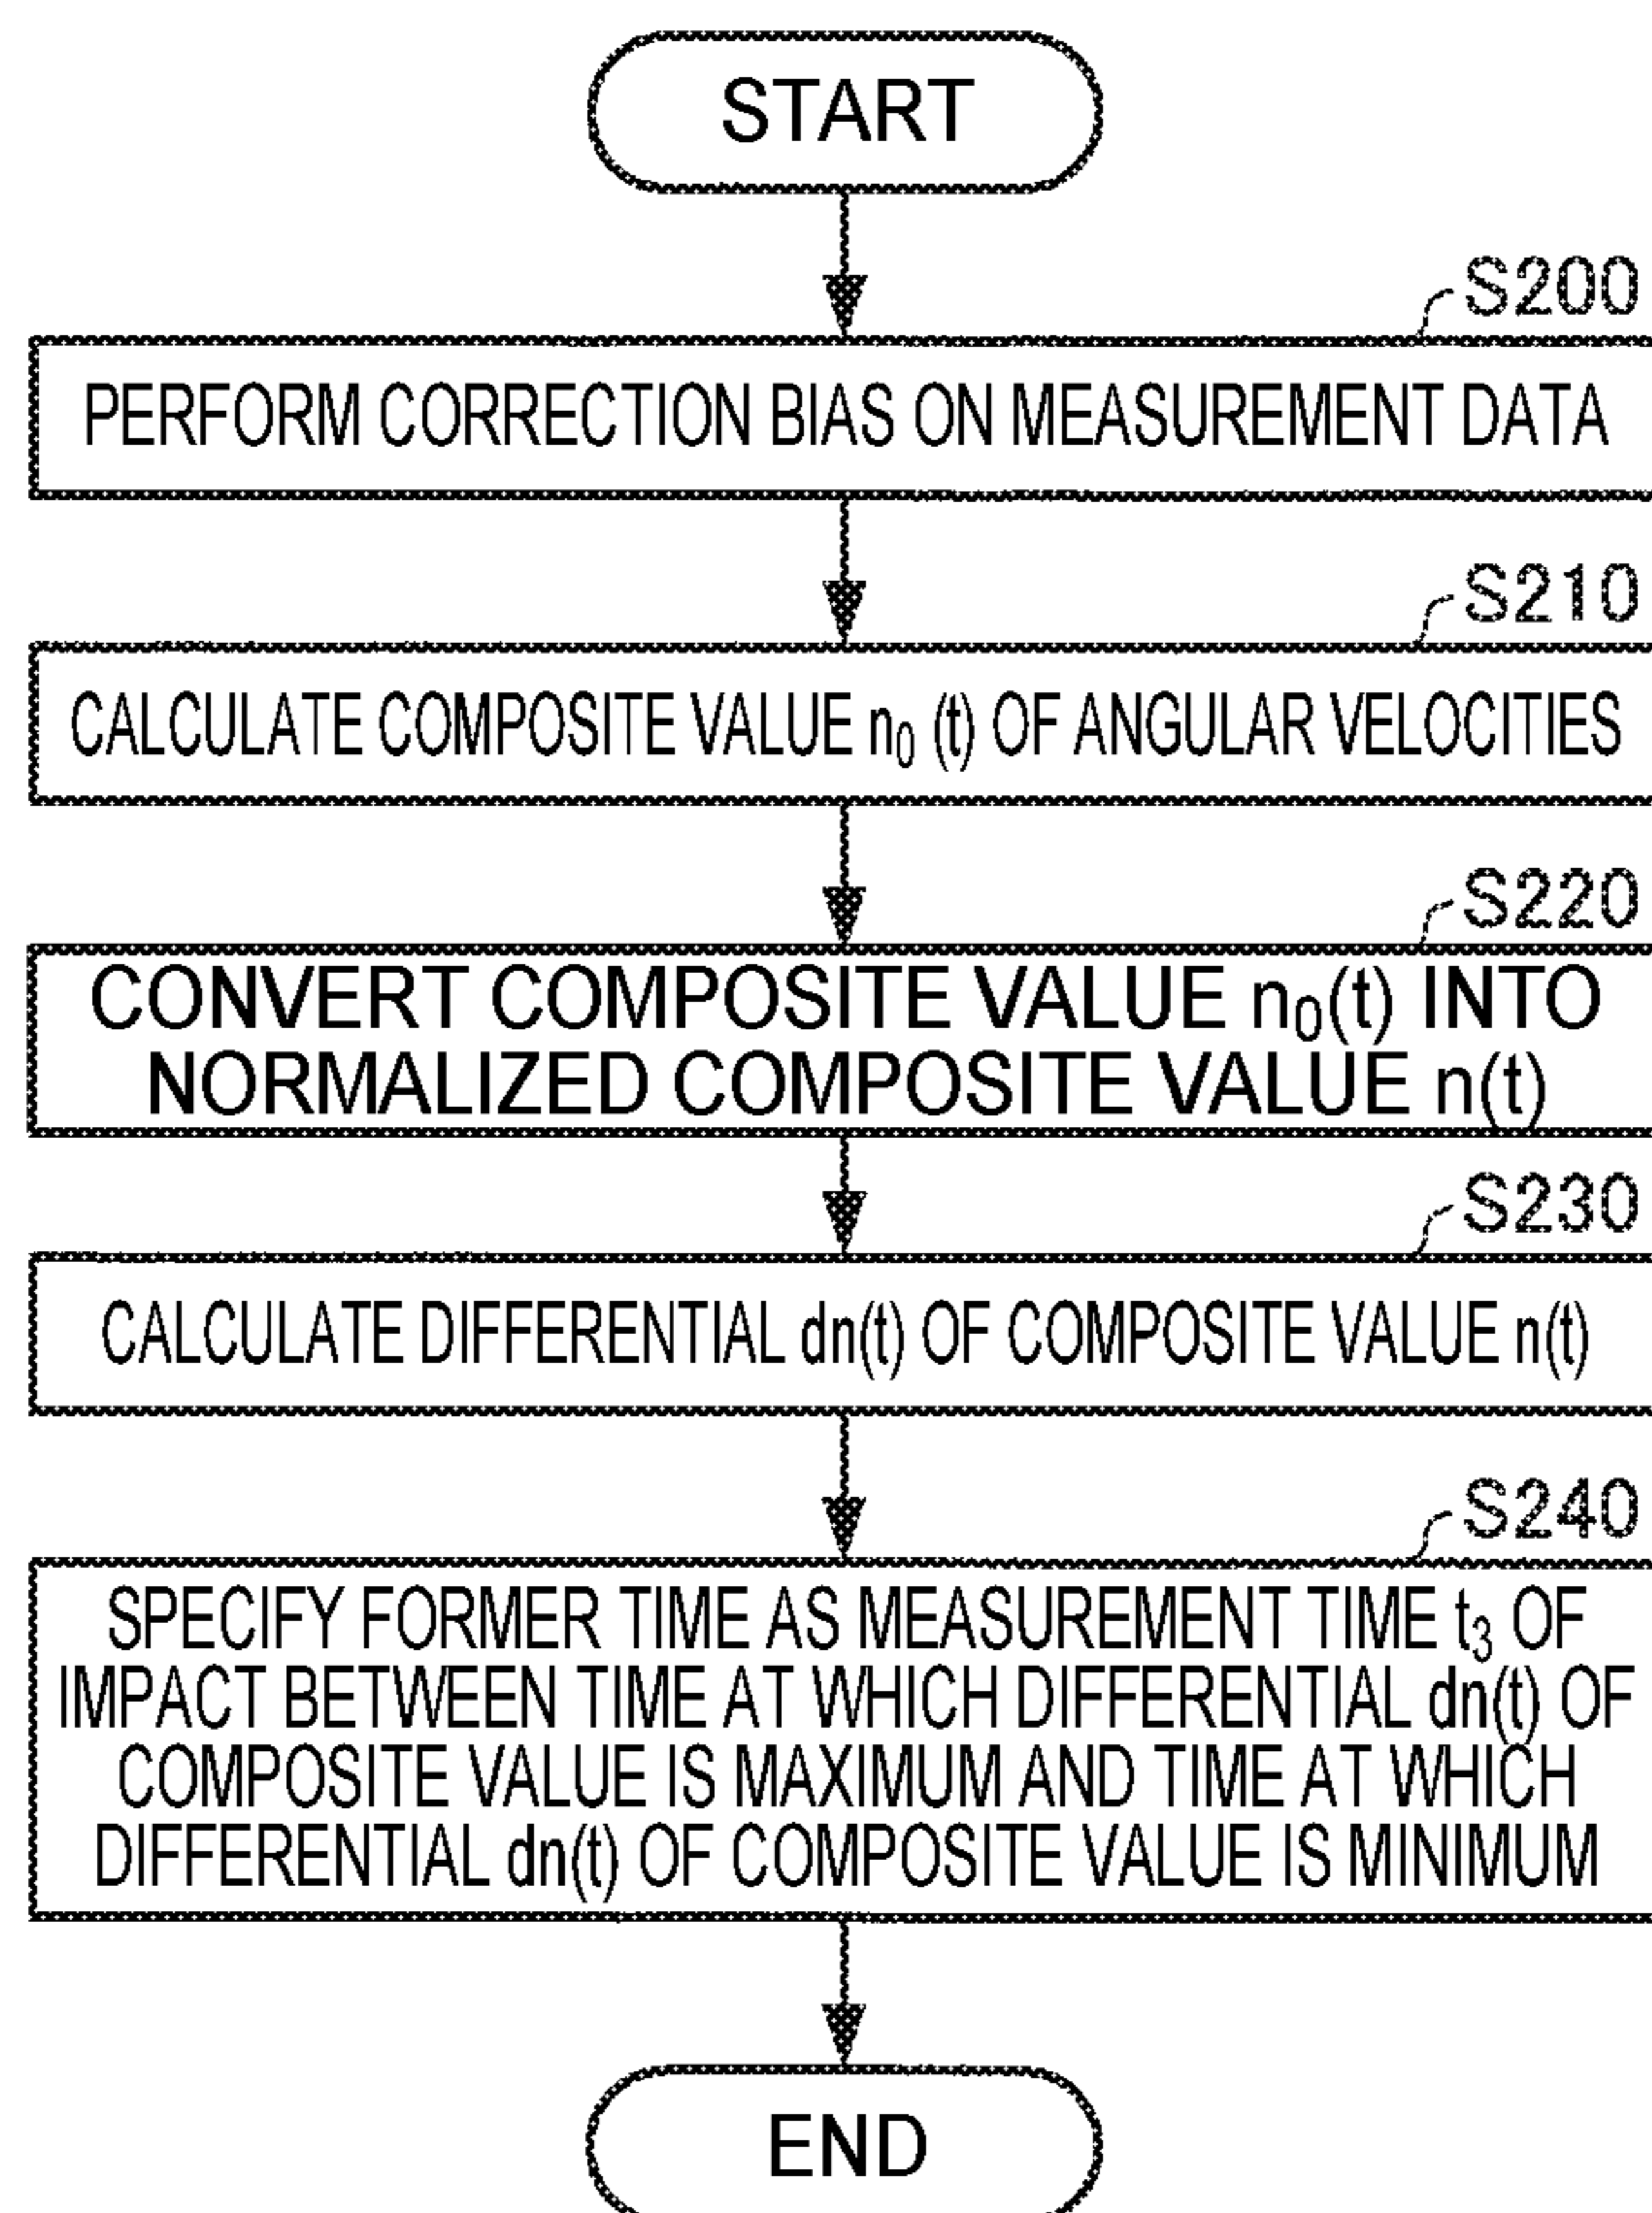 START
S200
PERFORM CORRECTION BIAS ON MEASUREMENT DATA
S210
CALCULATE COMPOSITE VALUE n₀ (t) OF ANGULAR VELOCITIES
S220
CONVERT COMPOSITE VALUE n₀(t) INTO
NORMALIZED COMPOSITE VALUE n(t)
S230
CALCULATE DIFFERENTIAL dn(t) OF COMPOSITE VALUE n(t)
S240
SPECIFY FORMER TIME AS MEASUREMENT TIME t₃ OF
IMPACT BETWEEN TIME AT WHICH DIFFERENTIAL dn(t) OF
COMPOSITE VALUE IS MAXIMUM AND TIME AT WHICH
DIFFERENTIAL dn(t) OF COMPOSITE VALUE IS MINIMUM
END